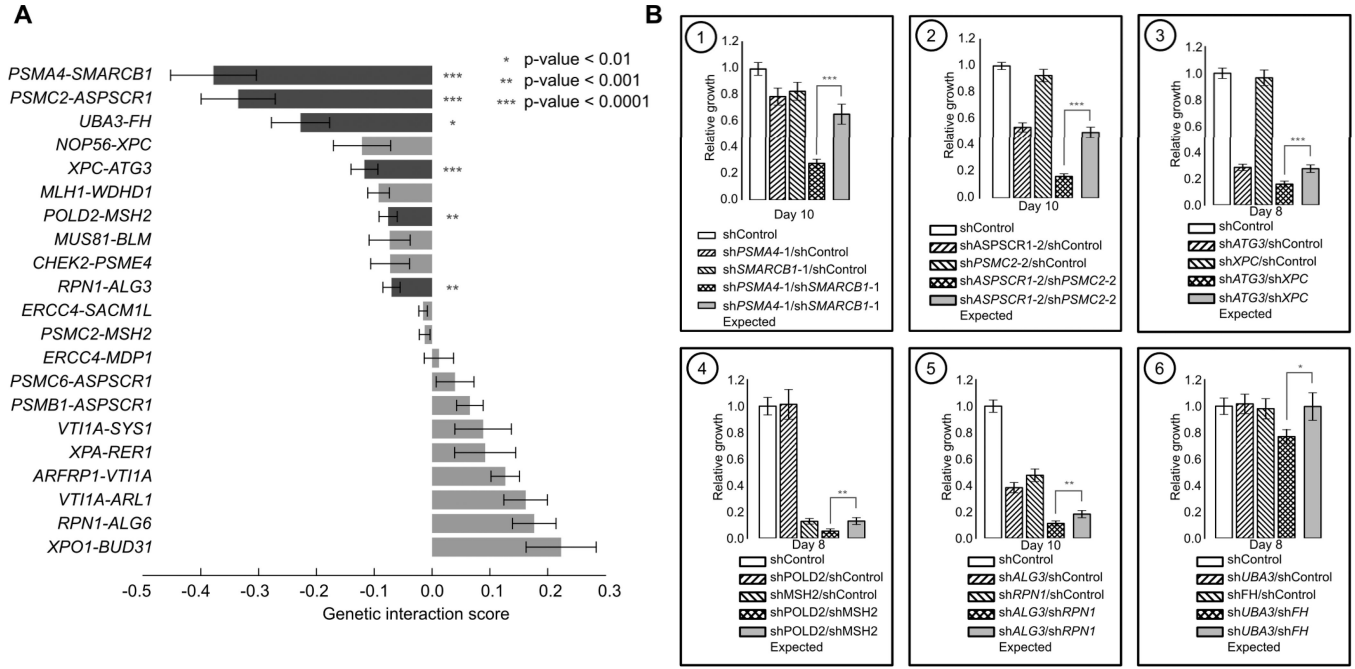 A
PSMA4-SMARCB1
PSMC2-ASPSCR1
UBA3-FH
NOP56-XPC
XPC-ATG3
MLH1-WDHD1
POLD2-MSH2
MUS81-BLM
CHEK2-PSME4
RPN1-ALG3
ERCC4-SACM1L
PSMC2-MSH2
ERCC4-MDP1
PSMC6-ASPSCR1
PSMB1-ASPSCR1
VTI1A-SYS1
XPA-RER1
ARFRP1-VTI1A
VTI1A-ARL1
RPN1-ALG6
XPO1-BUD31
***
***
*
***
**
**
* p-value < 0.01
** p-value < 0.001
*** p-value < 0.0001
-0.5 -0.4 -0.3 -0.2 -0.1 0.0 0.1 0.2 0.3
Genetic interaction score
B
1
Relative growth
1.2
1.0
0.8
0.6
0.4
0.2
0.0
***
Day 10
shControl
shPSMA4-1/shControl
shSMARCB1-1/shControl
shPSMA4-1/shSMARCB1-1
shPSMA4-1/shSMARCB1-1
Expected
2
Relative growth
1.2
1.0
0.8
0.6
0.4
0.2
0.0
***
Day 10
shControl
shASPSCR1-2/shControl
shPSMC2-2/shControl
shASPSCR1-2/shPSMC2-2
shASPSCR1-2/shPSMC2-2
Expected
3
Relative growth
1.2
1.0
0.8
0.6
0.4
0.2
0.0
***
Day 8
shControl
shATG3/shControl
shXPC/shControl
shATG3/shXPC
shATG3/shXPC
Expected
4
Relative growth
1.2
1.0
0.8
0.6
0.4
0.2
0.0
**
Day 8
shControl
shPOLD2/shControl
shMSH2/shControl
shPOLD2/shMSH2
shPOLD2/shMSH2
Expected
5
Relative growth
1.2
1.0
0.8
0.6
0.4
0.2
0.0
**
Day 10
shControl
shALG3/shControl
shRPN1/shControl
shALG3/shRPN1
shALG3/shRPN1
Expected
6
Relative growth
1.2
1.0
0.8
0.6
0.4
0.2
0.0
*
Day 8
shControl
shUBA3/shControl
shFH/shControl
shUBA3/shFH
shUBA3/shFH
Expected